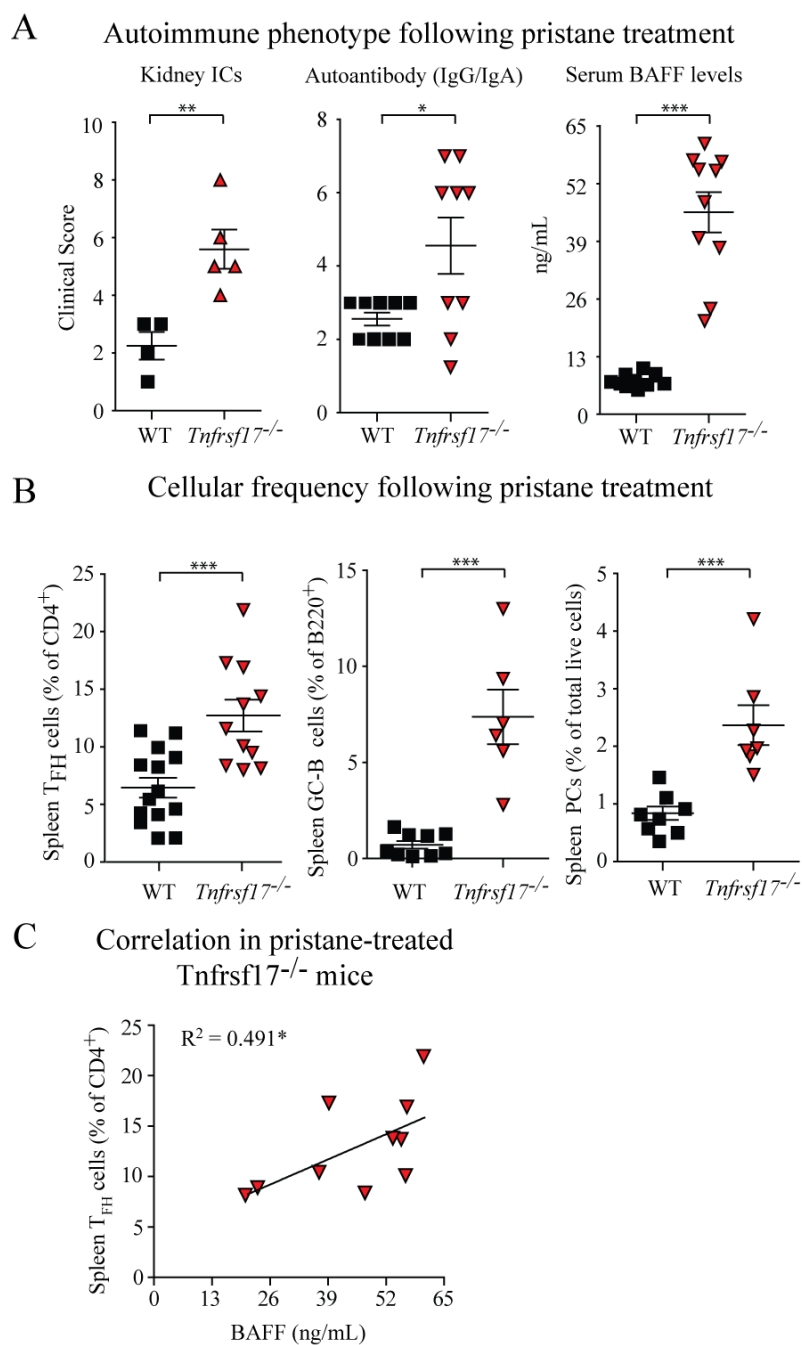 A
Autoimmune phenotype following pristane treatment
Kidney ICs
Autoantibody (IgG/IgA)
Serum BAFF levels
**
*
***
Clinical Score
10
8
6
4
2
0
WT
Tnfrsf17-/-
8
6
4
2
0
WT
Tnfrsf17-/-
ng/mL
65
52
39
26
13
0
WT
Tnfrsf17-/-
B
Cellular frequency following pristane treatment
***
***
***
Spleen TFH cells (% of CD4+)
25
20
15
10
5
0
WT
Tnfrsf17-/-
Spleen GC-B cells (% of B220+)
15
10
5
0
WT
Tnfrsf17-/-
Spleen PCs (% of total live cells)
5
4
3
2
1
0
WT
Tnfrsf17-/-
C
Correlation in pristane-treated
Tnfrsf17-/- mice
R2 = 0.491*
Spleen TFH cells (% of CD4+)
25
20
15
10
5
0
0
13
26
39
52
65
BAFF (ng/mL)